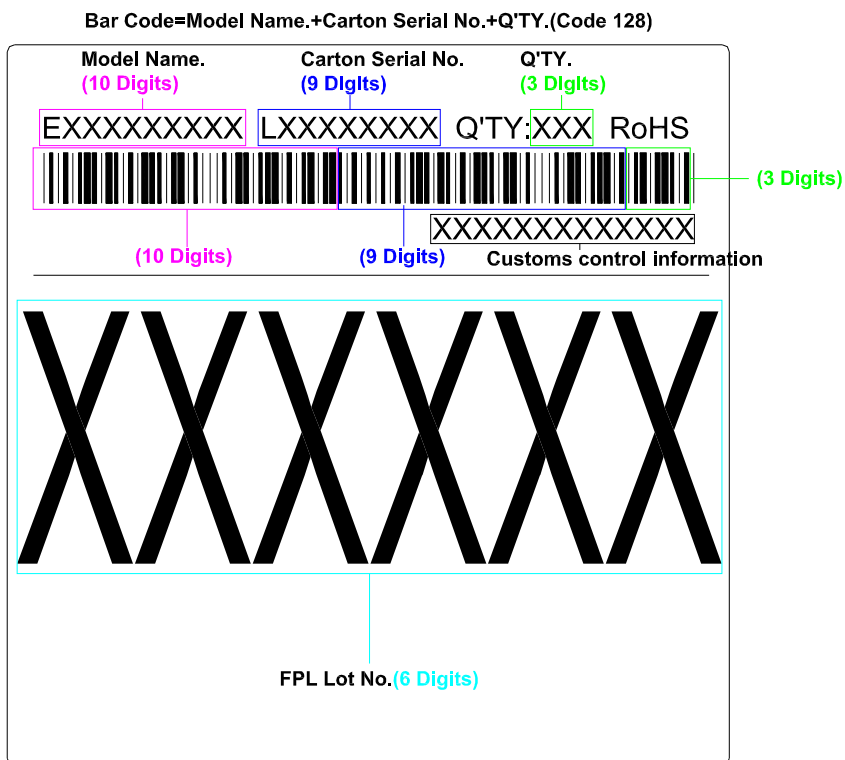 Bar Code=Model Name.+Carton Serial No.+Q'TY.(Code 128)
Model Name. Carton Serial No. Q'TY.
(10 Digits) (9 Digits) (3 Digits)
EXXXXXXXXX LXXXXXXXX Q'TY:XXX RoHS
(3 Digits)
XXXXXXXXXXXXX
(10 Digits) (9 Digits) Customs control information
XXXXXX
FPL Lot No.(6 Digits)